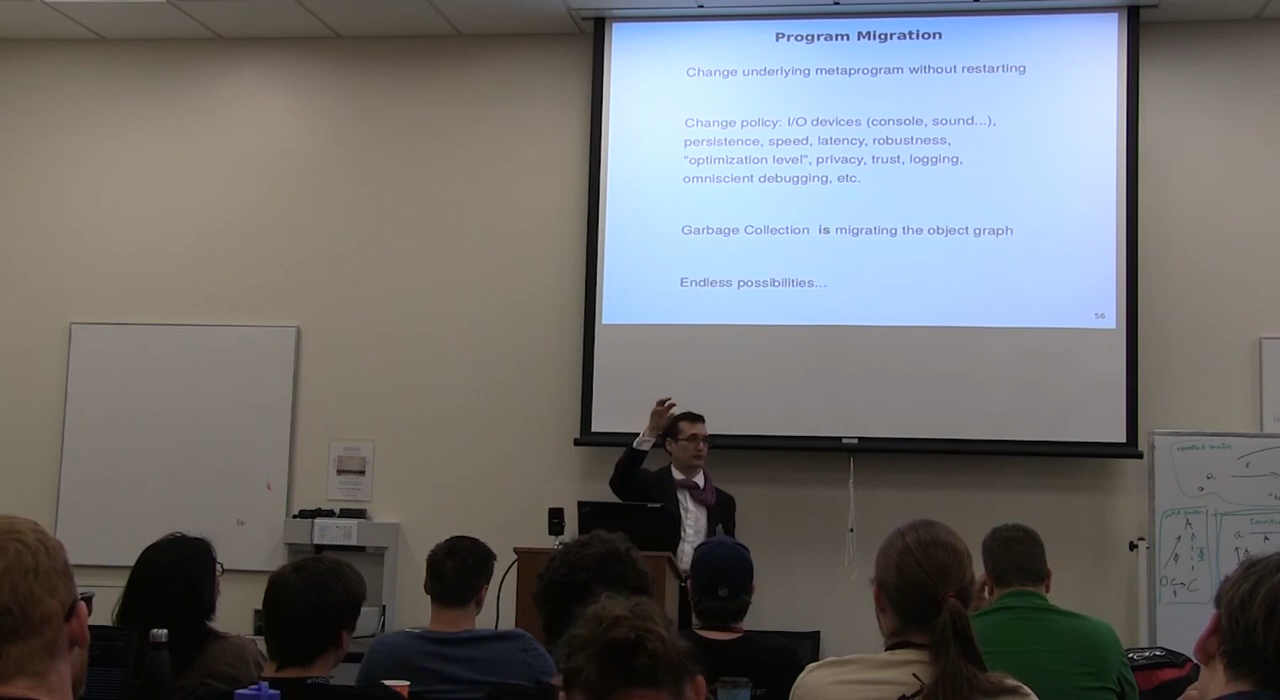 Program Migration
Change underlying metaprogram without restarting
Change policy: I/O devices (console, sound...),
persistence, speed, latency, robustness,
"optimization level", privacy, trust, logging,
omniscient debugging, etc.
Garbage Collection is migrating the object graph
Endless possibilities...
56